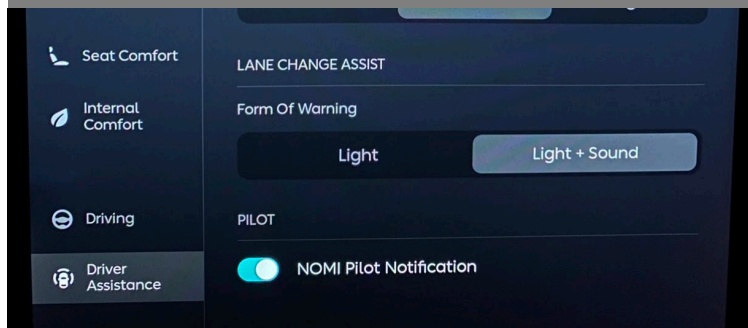 Seat Comfort
Internal
Comfort
Driving
Driver
Assistance
LANE CHANGE ASSIST
Form Of Warning
Light
Light + Sound
PILOT
NOMI Pilot Notification